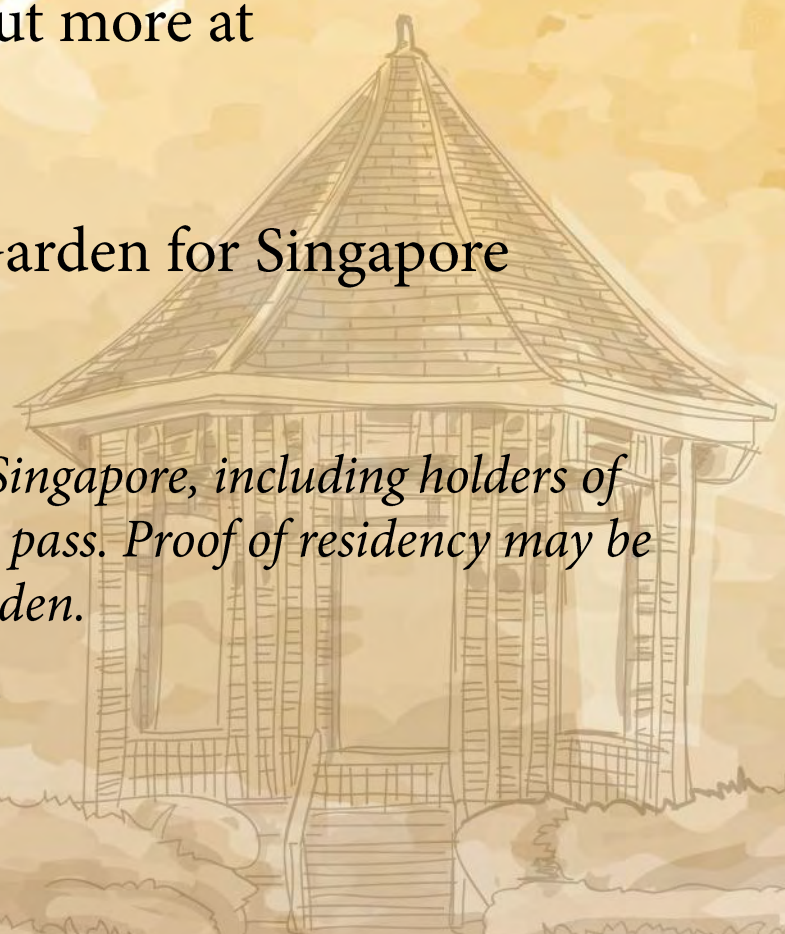 ut more at
arden for Singapore
Singapore, including holders of
pass. Proof of residency may be
den.